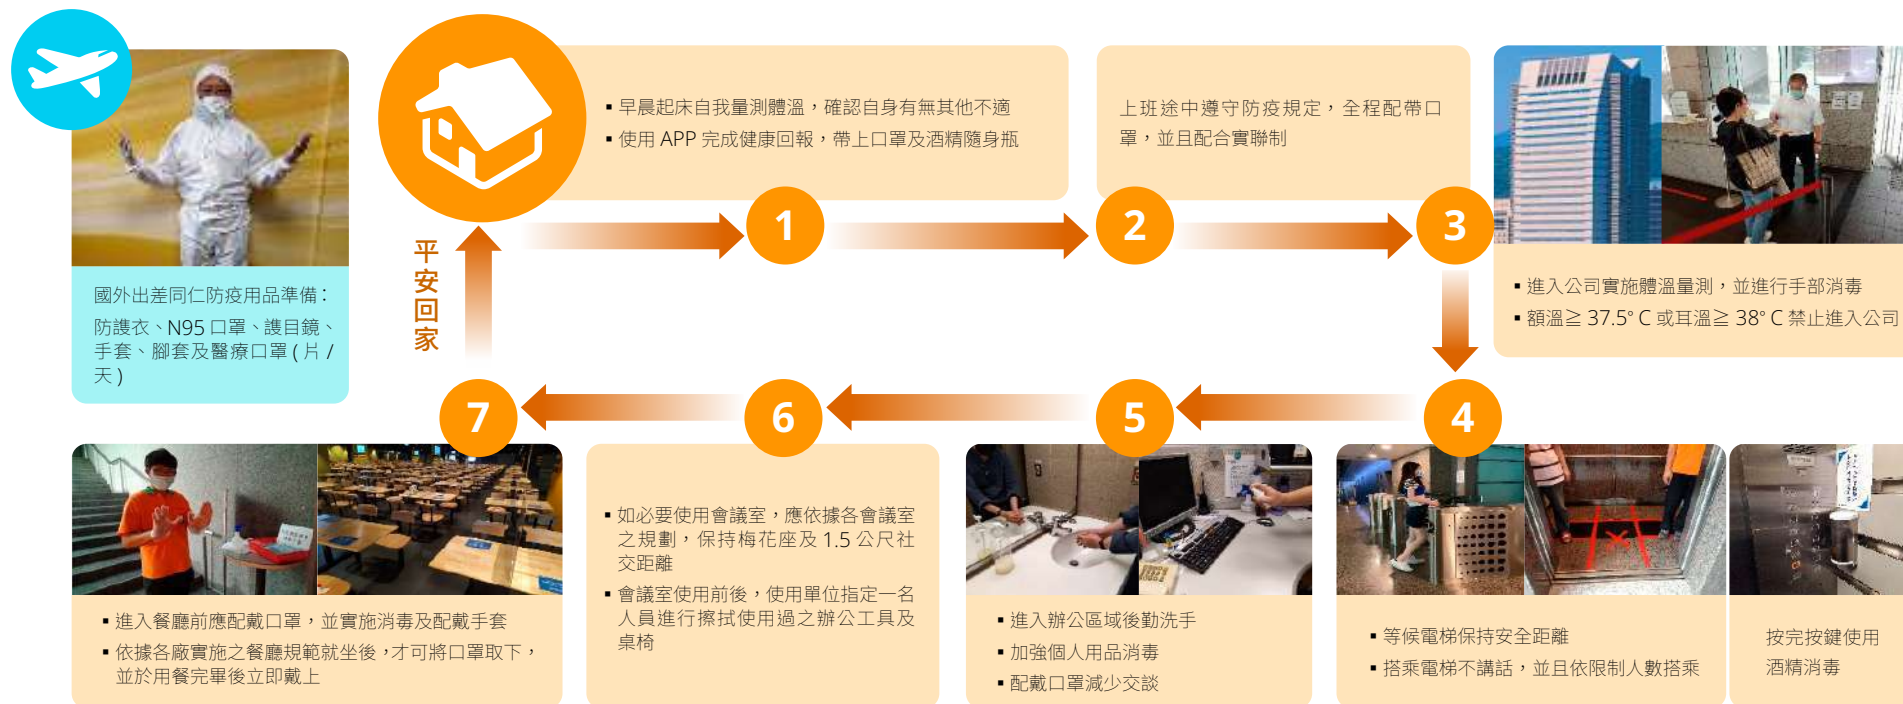 國外出差同仁防疫用品準備：
防護衣、N95 口罩、護目鏡、
手套、腳套及醫療口罩 ( 片 /
天 )
平安回家
▪ 早晨起床自我量測體溫，確認自身有無其他不適
▪ 使用 APP 完成健康回報，帶上口罩及酒精隨身瓶
1
上班途中遵守防疫規定，全程配帶口
罩，並且配合實聯制
2
3
▪ 進入公司實施體溫量測，並進行手部消毒
▪ 額溫≧ 37.5° C 或耳溫≧ 38° C 禁止進入公司
4
▪ 等候電梯保持安全距離
▪ 搭乘電梯不講話，並且依限制人數搭乘
按完按鍵使用
酒精消毒
5
▪ 進入辦公區域後勤洗手
▪ 加強個人用品消毒
▪ 配戴口罩減少交談
6
▪ 如必要使用會議室，應依據各會議室
之規劃，保持梅花座及 1.5 公尺社
交距離
▪ 會議室使用前後，使用單位指定一名
人員進行擦拭使用過之辦公工具及
桌椅
7
▪ 進入餐廳前應配戴口罩，並實施消毒及配戴手套
▪ 依據各廠實施之餐廳規範就坐後，才可將口罩取下，
並於用餐完畢後立即戴上